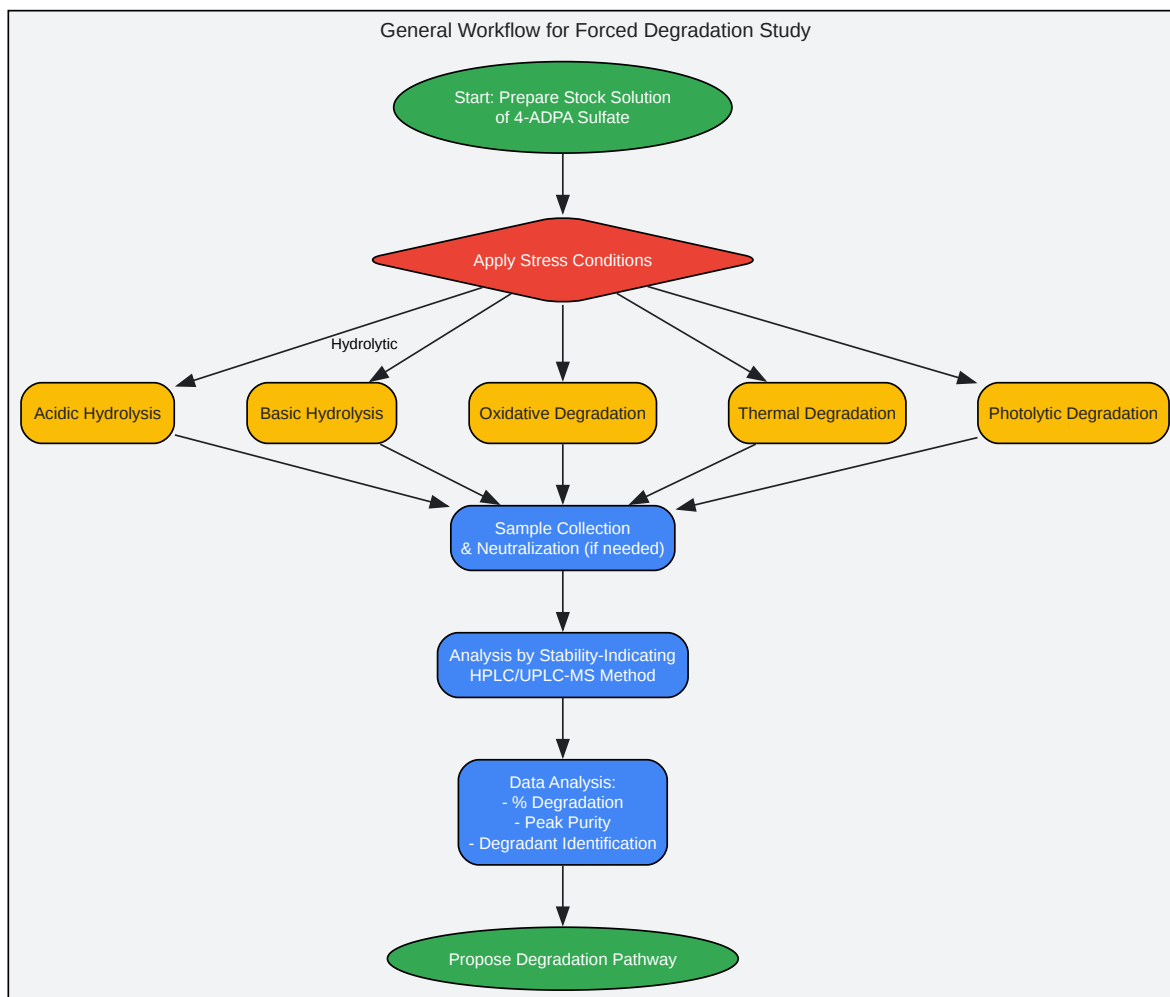 General Workflow for Forced Degradation Study
Start: Prepare Stock Solution
of 4-ADPA Sulfate
Apply Stress Conditions
Hydrolytic
Acidic Hydrolysis
Basic Hydrolysis
Oxidative Degradation
Thermal Degradation
Photolytic Degradation
Sample Collection
& Neutralization (if needed)
Analysis by Stability-Indicating
HPLC/UPLC-MS Method
Data Analysis:
- % Degradation
- Peak Purity
- Degradant Identification
Propose Degradation Pathway